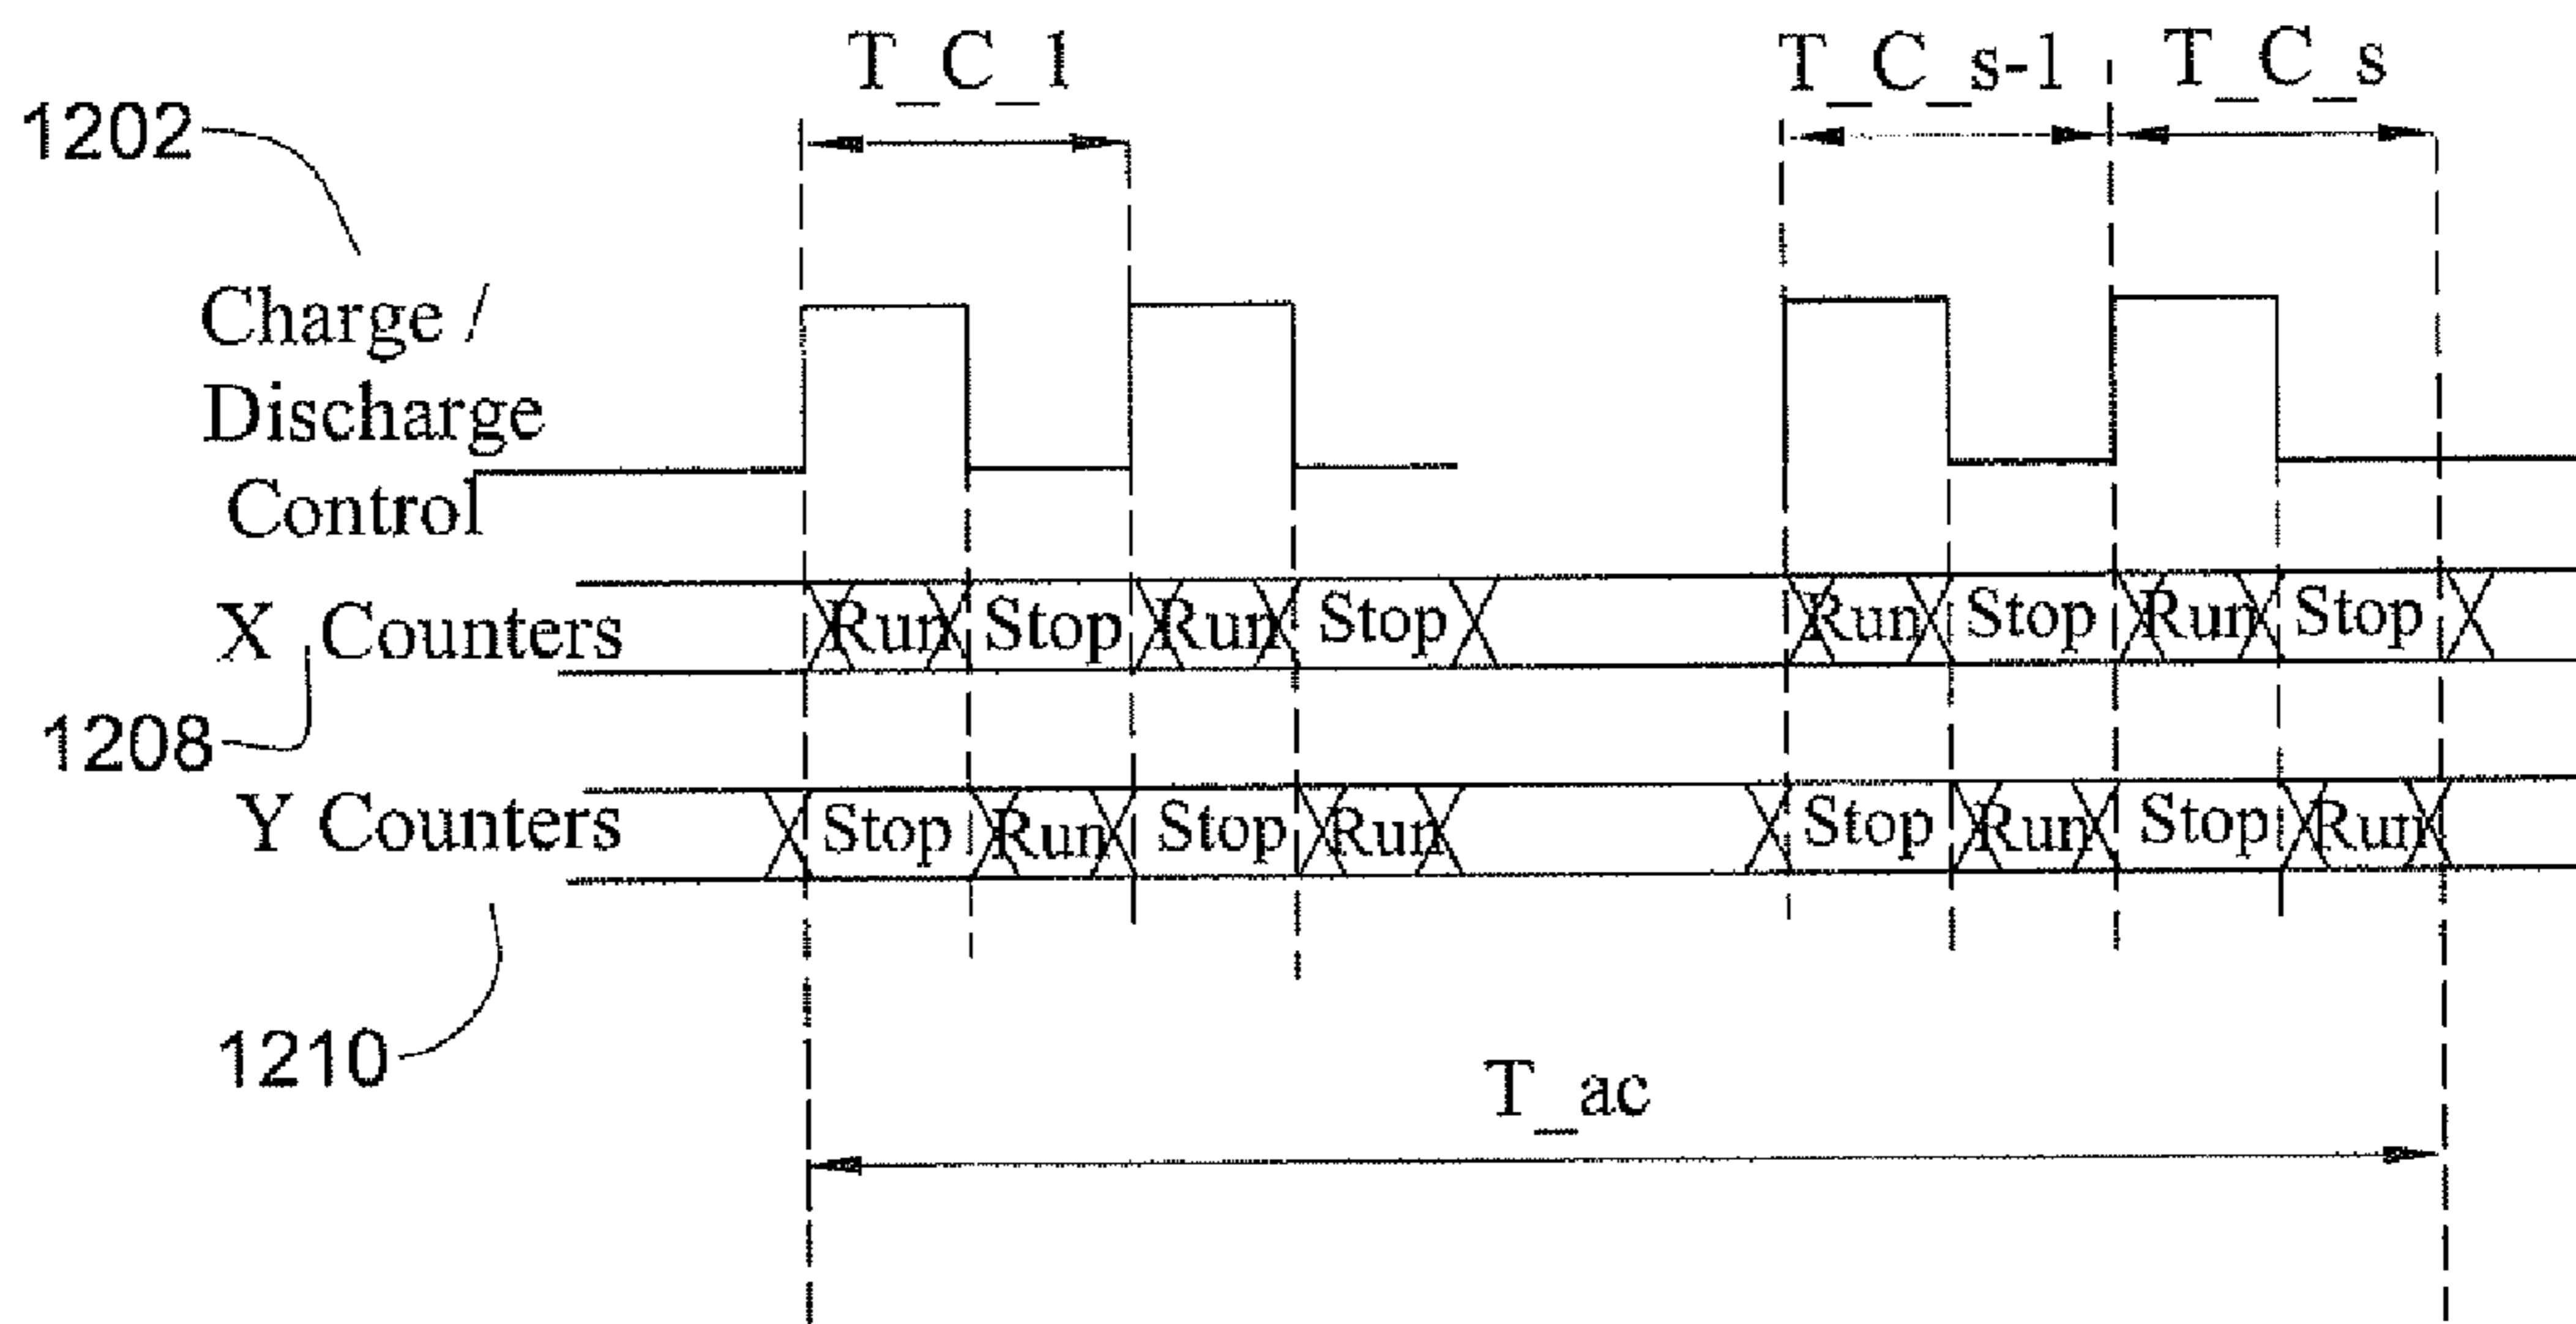 T_C_1
T_C_s-1
T_C_s
1202
Charge /
Discharge
Control
X Counters
Run Stop Run Stop Run Stop Run Stop
1208
Y Counters
Stop Run Stop Run Stop Run Stop Run
1210
T_ac